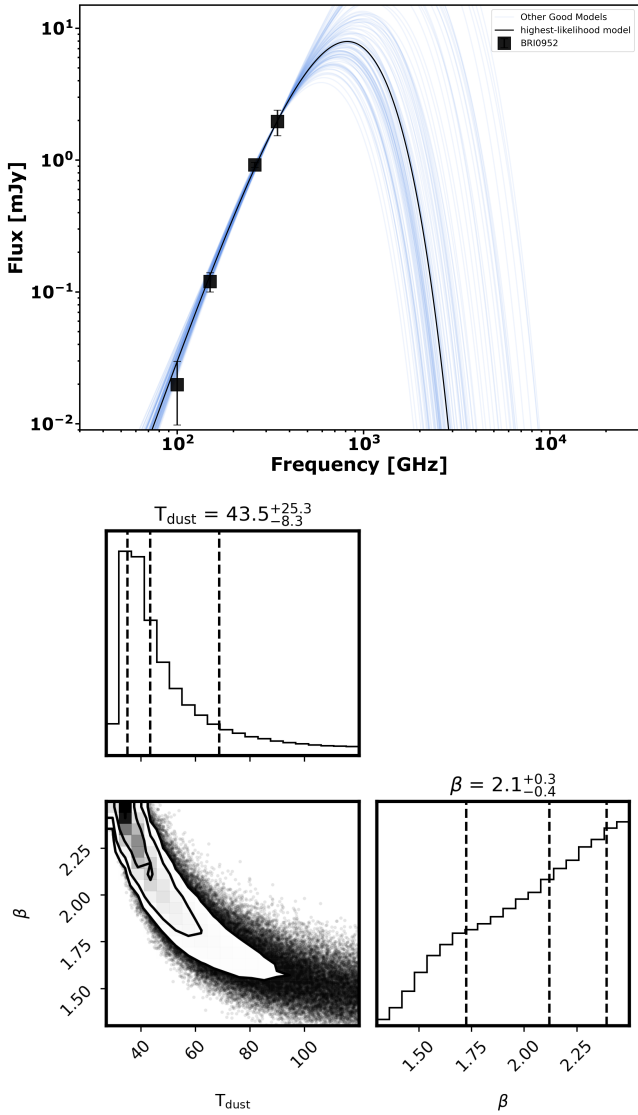 Other Good Models
highest-likelihood model
BRI0952
10¹
10⁰
10⁻¹
10⁻²
Flux [mJy]
10²
10³
10⁴
Frequency [GHz]
T_dust = 43.5^{+25.3}_{-8.3}
β = 2.1^{+0.3}_{-0.4}
2.25
2.00
1.75
1.50
β
40
60
80
100
T_dust
1.50
1.75
2.00
2.25
β